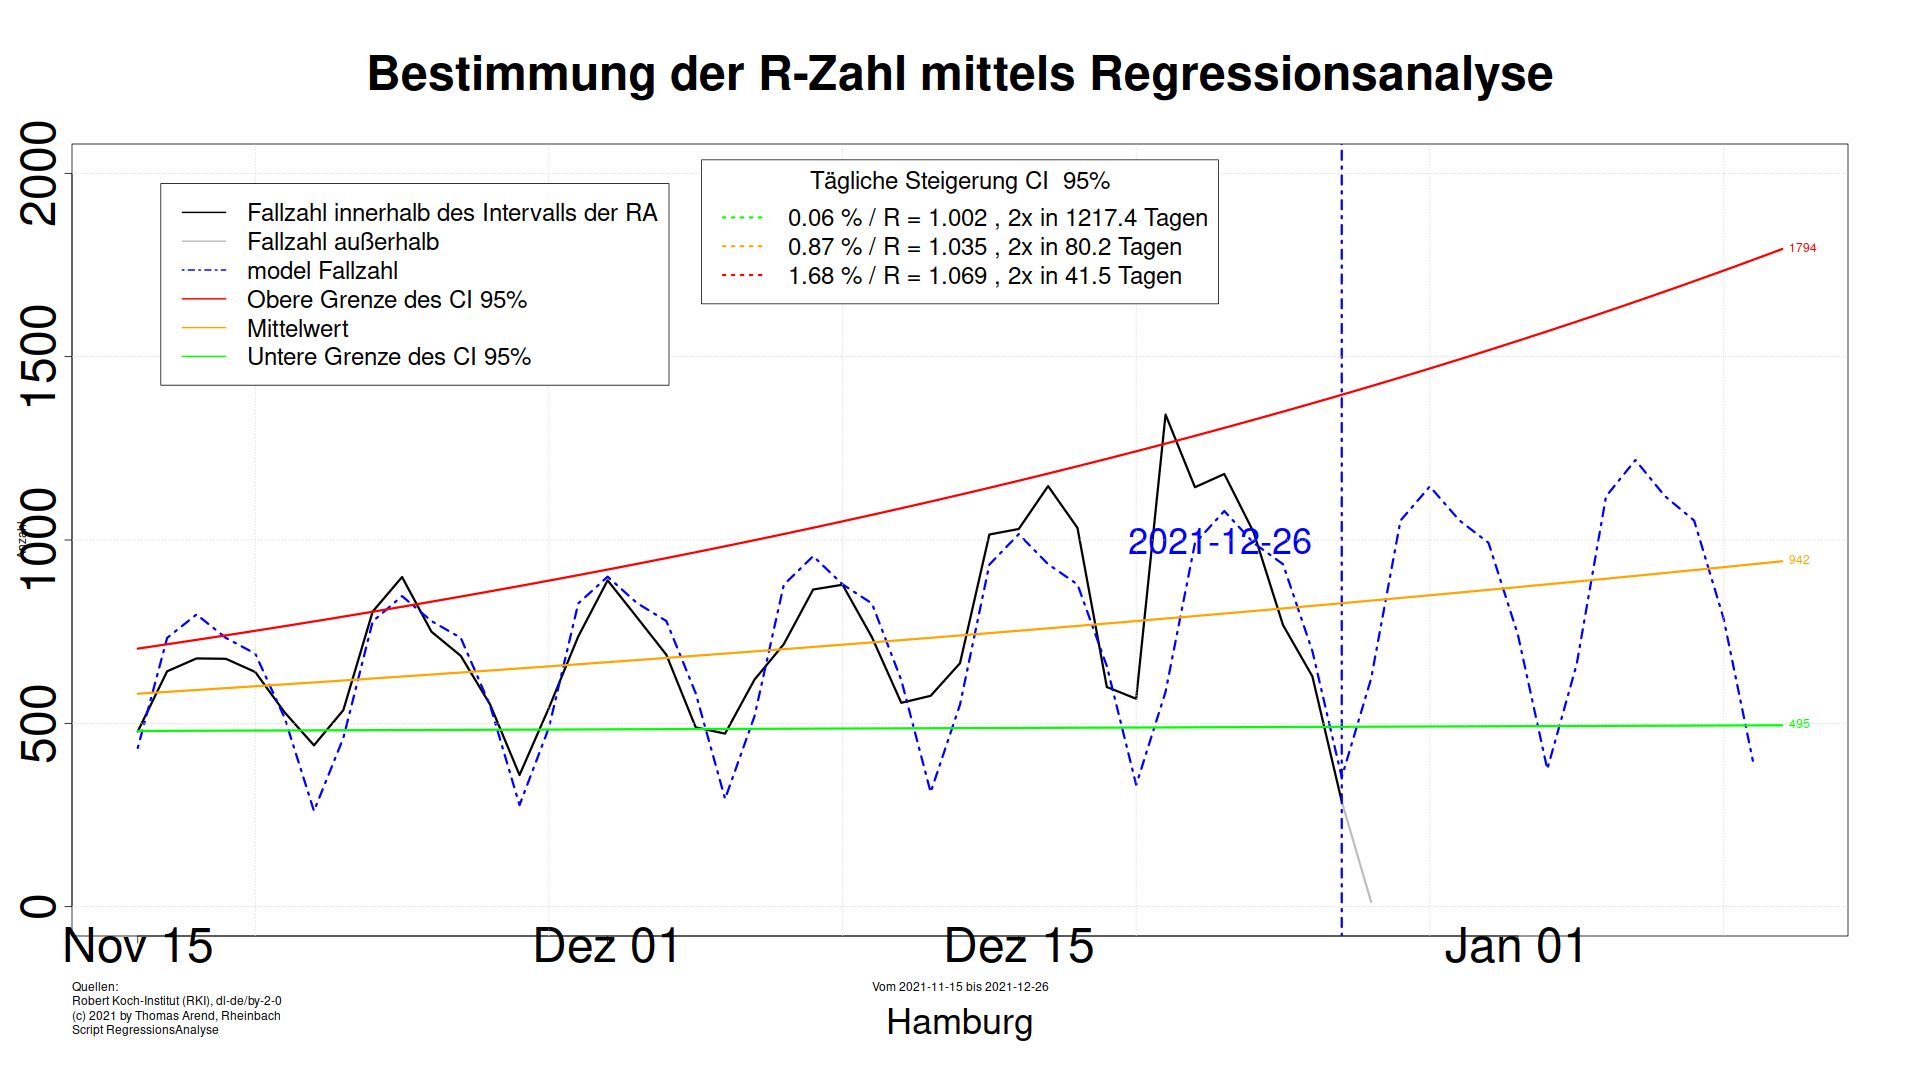 Bestimmung der R-Zahl mittels Regressionsanalyse
2000
1500
1000
500
0
Anzahl
Fallzahl innerhalb des Intervalls der RA
Fallzahl außerhalb
model Fallzahl
Obere Grenze des CI 95%
Mittelwert
Untere Grenze des CI 95%
Tägliche Steigerung CI  95%
0.06 % / R = 1.002 , 2x in 1217.4 Tagen
0.87 % / R = 1.035 , 2x in 80.2 Tagen
1.68 % / R = 1.069 , 2x in 41.5 Tagen
1794
2021-12-26
942
495
Nov 15
Dez 01
Dez 15
Jan 01
Quellen:
Robert Koch-Institut (RKI), dl-de/by-2-0
(c) 2021 by Thomas Arend, Rheinbach
Script RegressionsAnalyse
Vom 2021-11-15 bis 2021-12-26
Hamburg